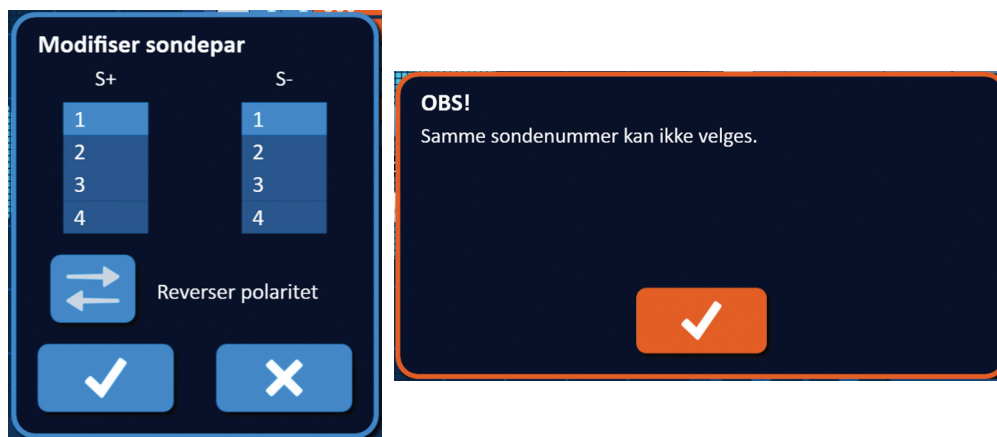 Modifiser sondepar
S+ S-
1 1
2 2
3 3
4 4
Reverser polaritet
OBS!
Samme sondenummer kan ikke velges.